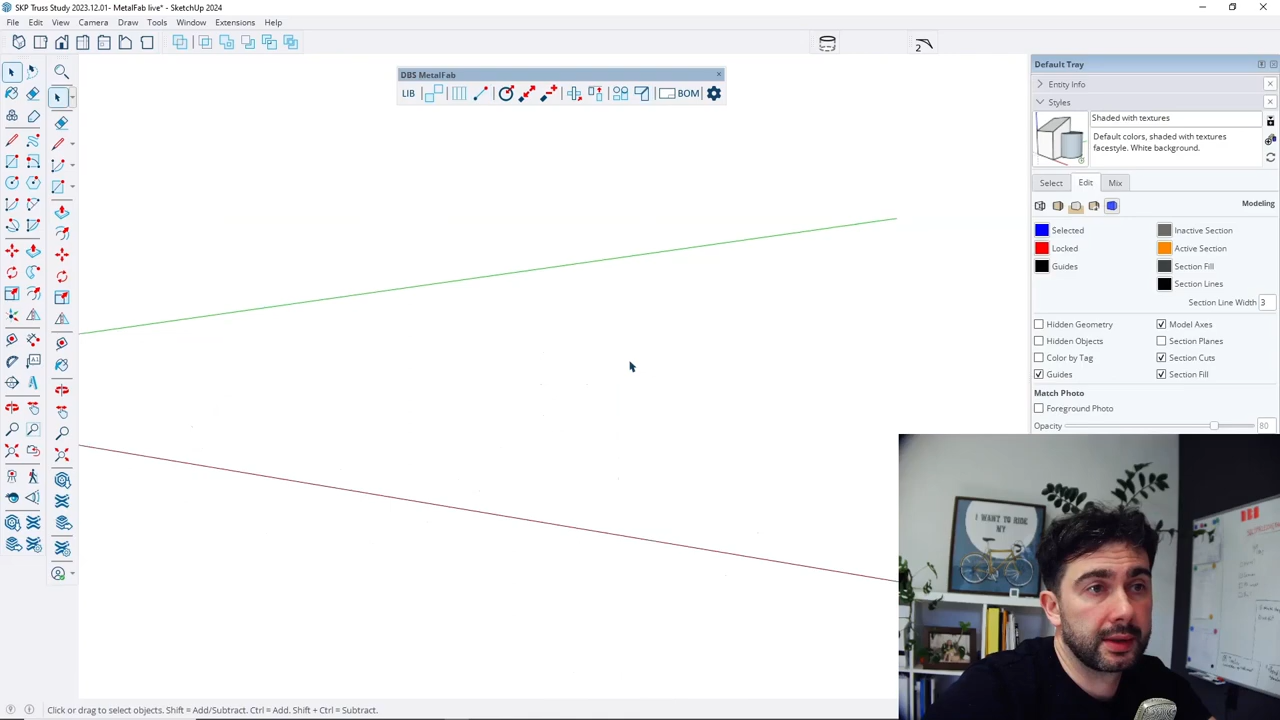 SKP Truss Study 2023.12.01- MetalFab live* - SketchUp 2024
File Edit View Camera Draw Tools Window Extensions Help
2
Default Tray
DBS MetalFab
LIB BOM
Entity Info
Styles
Shaded with textures
Default colors, shaded with textures
facestyle. White background.
Select Edit Mix
Modeling
Selected Inactive Section
Locked Active Section
Guides Section Fill
Section Lines
Section Line Width 3
Hidden Geometry Model Axes
Hidden Objects Section Planes
Color by Tag Section Cuts
Guides Section Fill
Match Photo
Foreground Photo
Opacity 80
I WANT TO RIDE
MY
Click or drag to select objects. Shift = Add/Subtract. Ctrl = Add. Shift + Ctrl = Subtract.